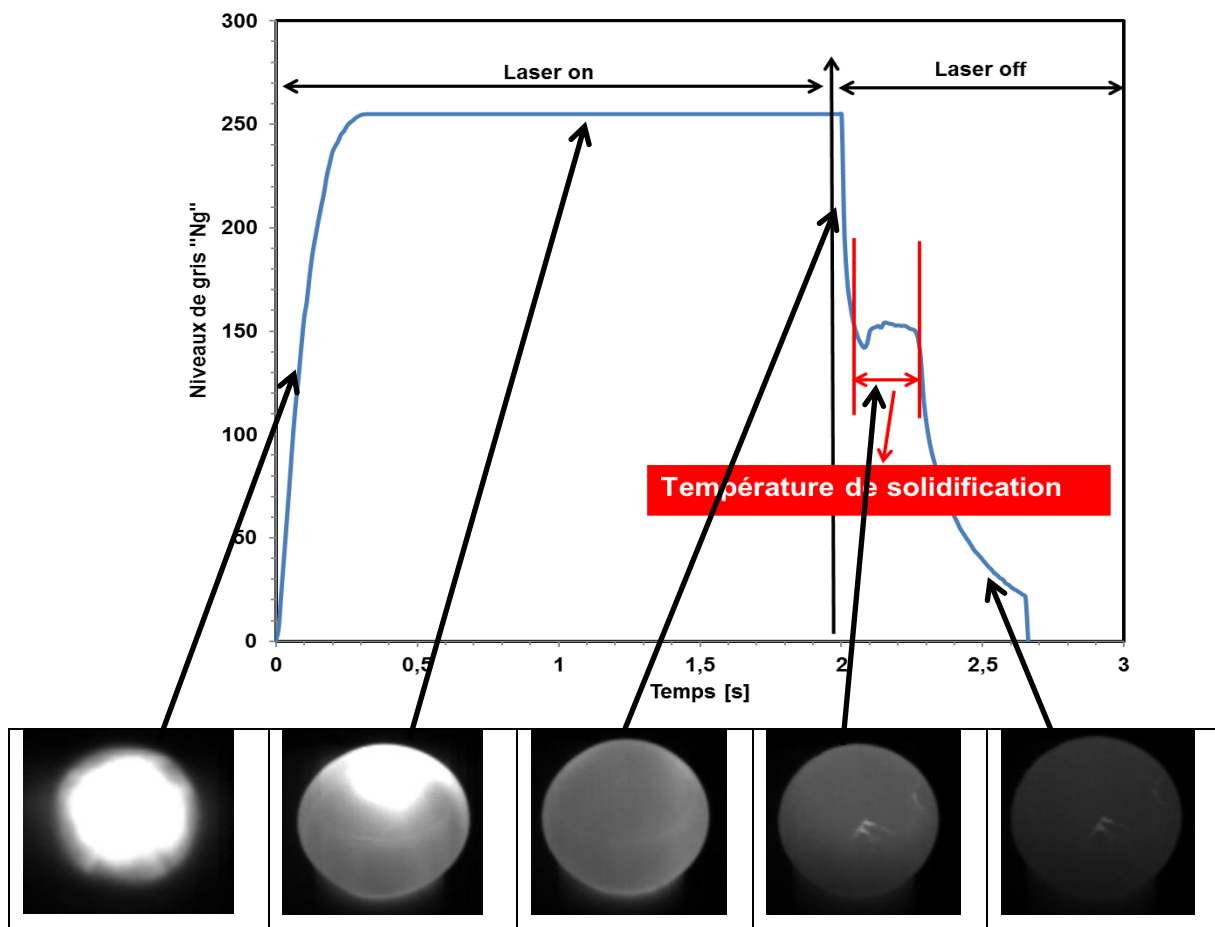 300
Laser on
Laser off
250
200
Niveaux de gris "Ng"
150
100
Température de solidification
50
0
0
0,5
1
1,5
2
2,5
3
Temps [s]